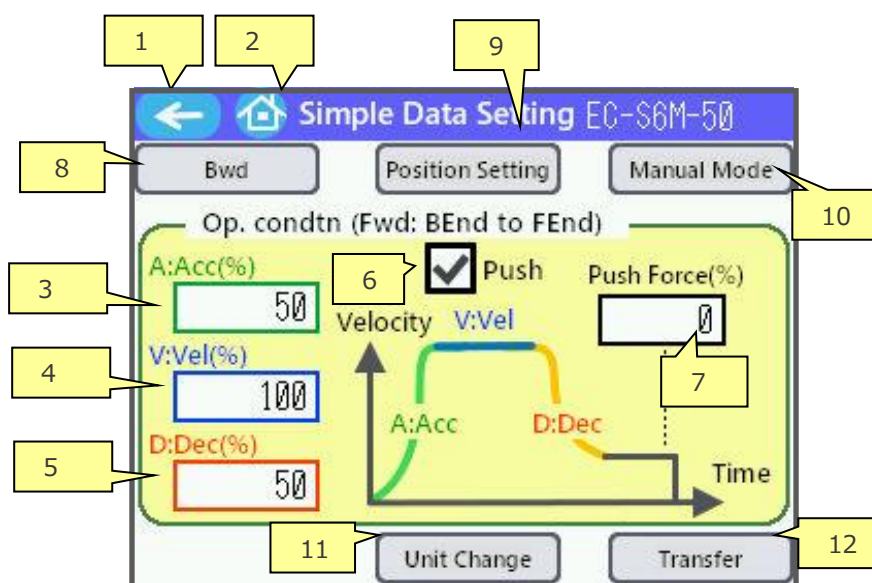 1
2
9
Simple Data Setting EC-S6M-50
8
Bwd
Position Setting
Manual Mode
10
Op. condtn (Fwd: BEnd to FEnd)
A:Acc(%)
6
Push
Push Force(%)
3
50
Velocity
V:Vel
0
V:Vel(%)
4
100
7
A:Acc
D:Dec
D:Dec(%)
5
50
Time
11
Unit Change
Transfer
12